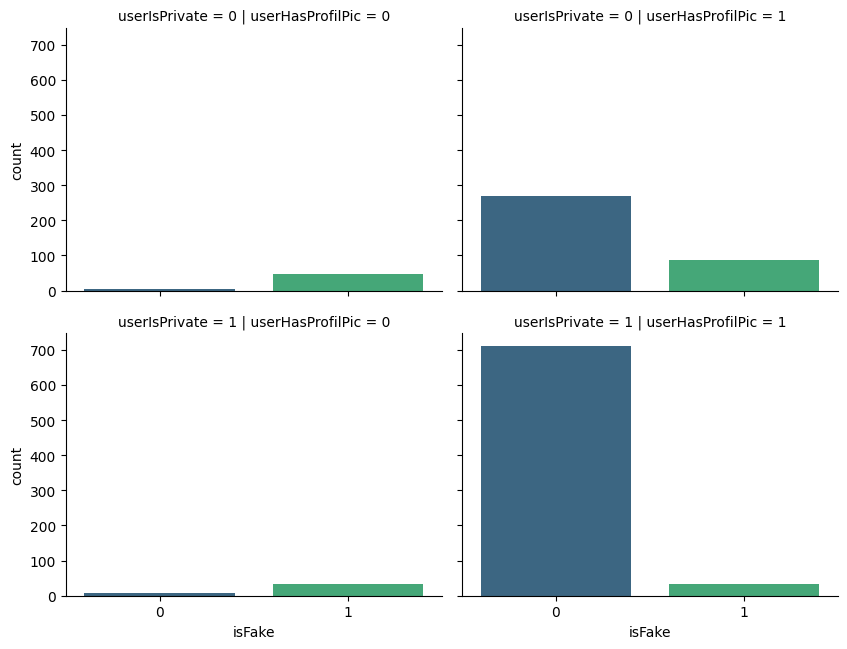 userIsPrivate = 0 | userHasProfilPic = 0
userIsPrivate = 0 | userHasProfilPic = 1
700
600
500
400
300
200
100
0
count
userIsPrivate = 1 | userHasProfilPic = 0
userIsPrivate = 1 | userHasProfilPic = 1
700
600
500
400
300
200
100
0
count
0
1
0
1
isFake
isFake